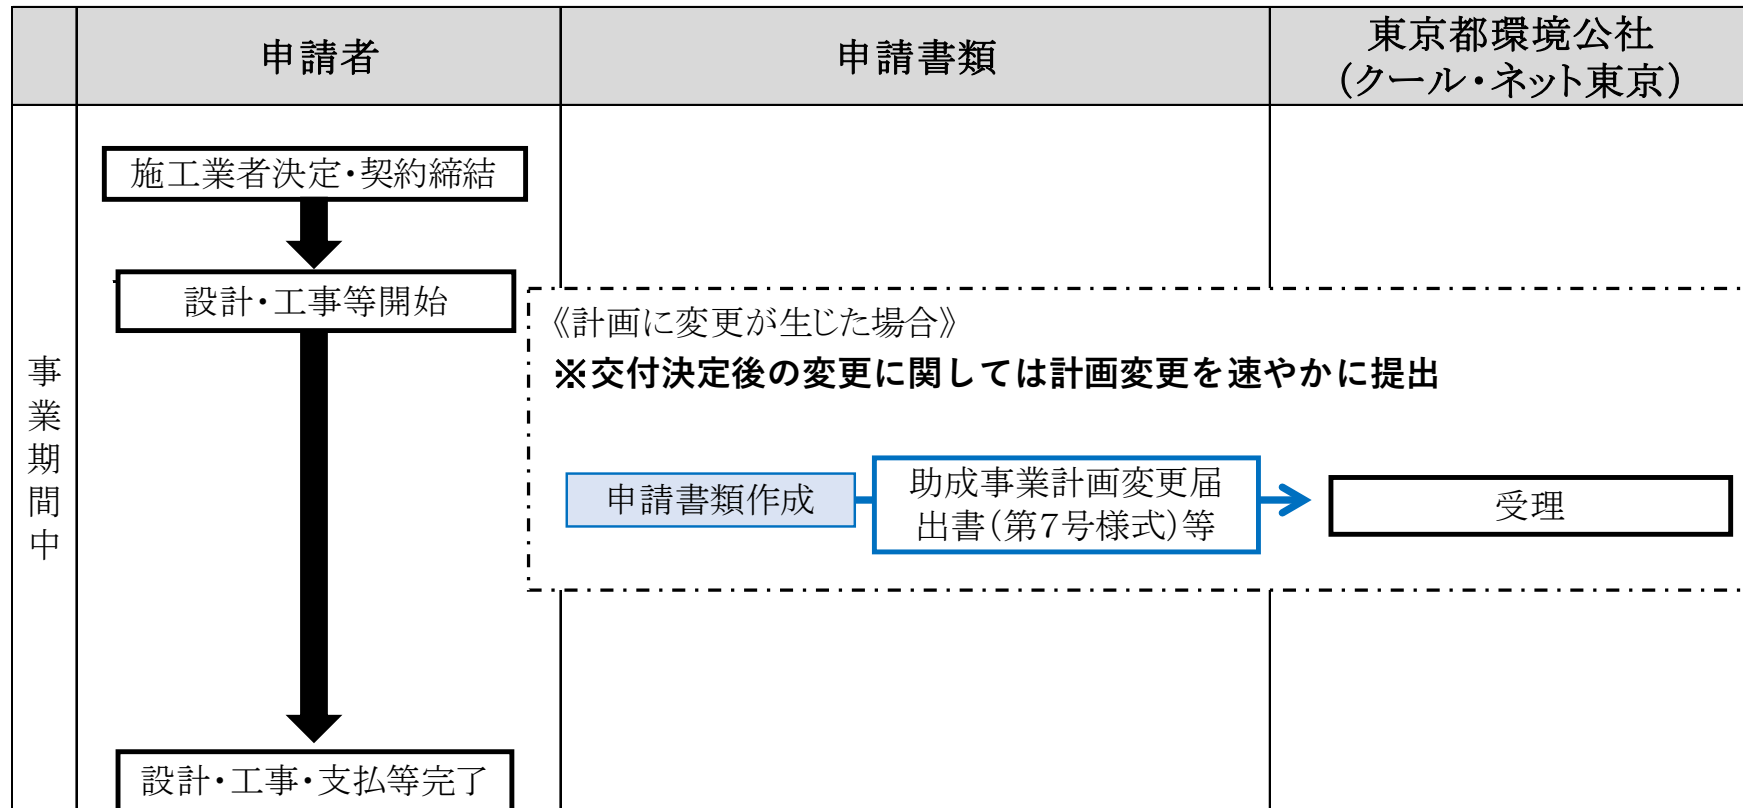 申請者
申請書類
東京都環境公社
(クール・ネット東京)
事業期間中
施工業者決定・契約締結
設計・工事等開始
《計画に変更が生じた場合》
※交付決定後の変更に関しては計画変更を速やかに提出
申請書類作成
助成事業計画変更届
出書(第7号様式)等
受理
設計・工事・支払等完了